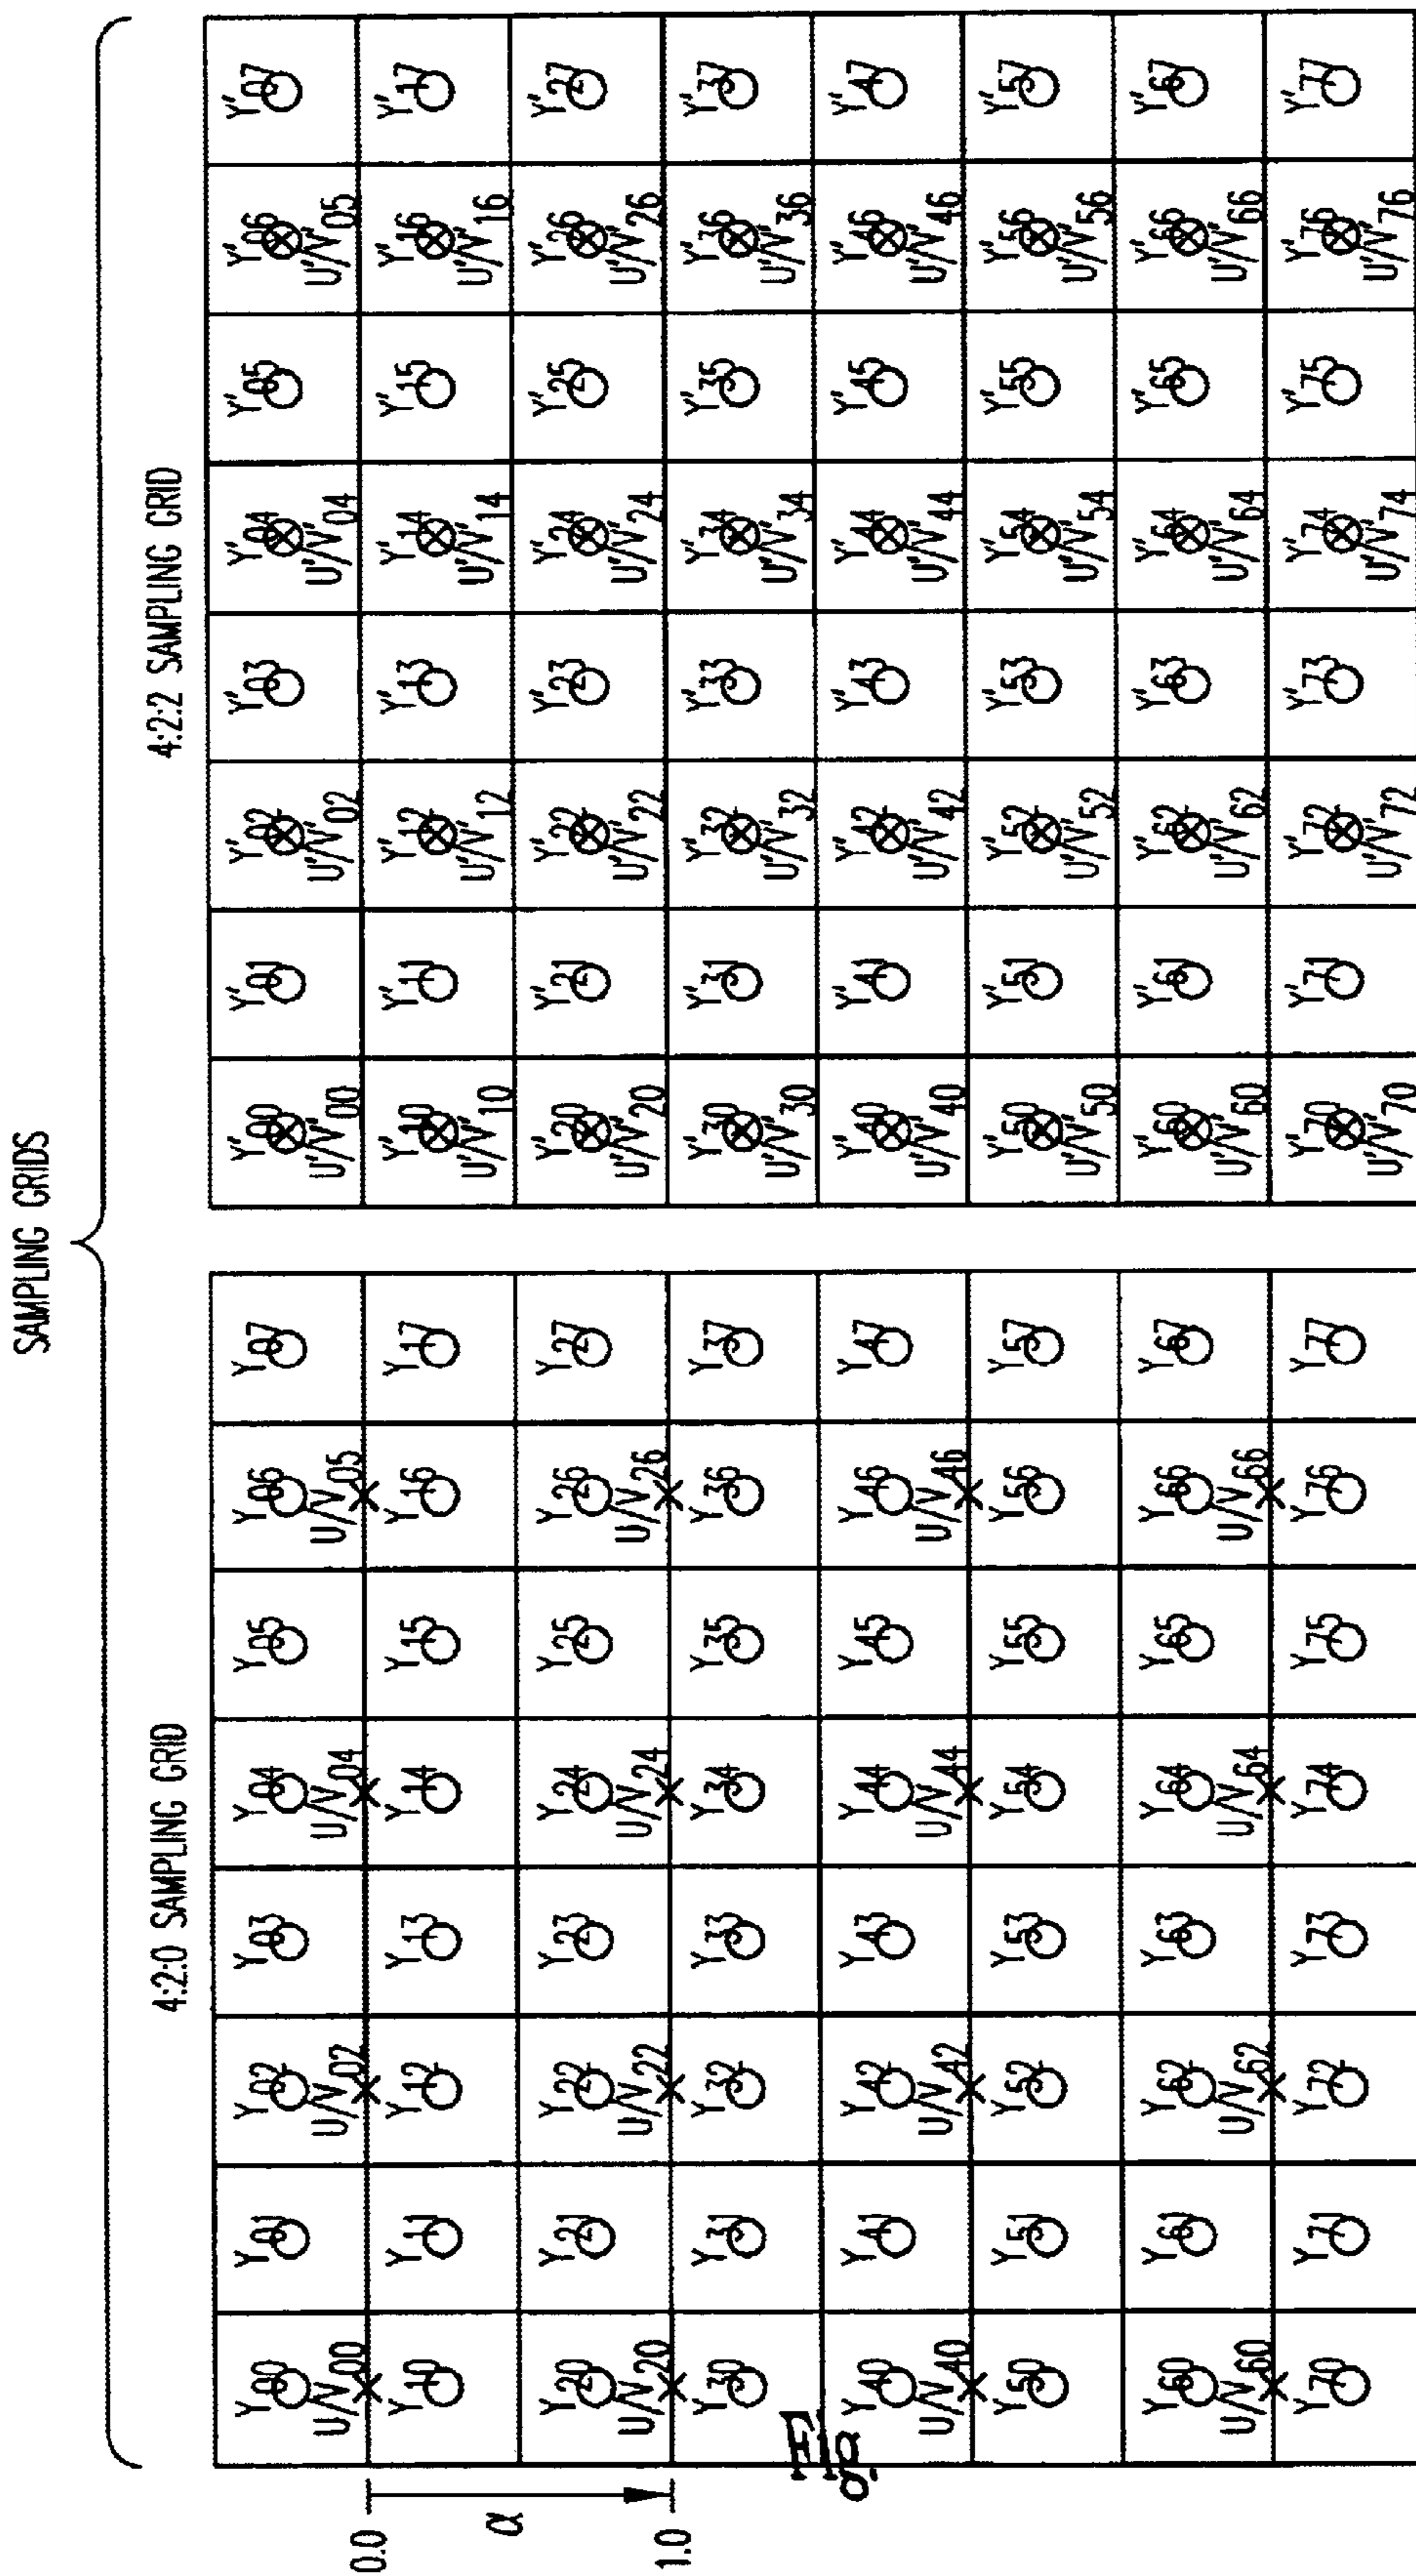 SAMPLING GRIDS
4:2:0 SAMPLING GRID
4:2:2 SAMPLING GRID
Y00 Y01 Y02 Y03 Y04 Y05 Y06 Y07
U/V00 U/V02 U/V04 U/V05
Y10 Y11 Y12 Y13 Y14 Y15 Y16 Y17
Y20 Y21 Y22 Y23 Y24 Y25 Y26 Y27
U/V20 U/V22 U/V24 U/V26
Y30 Y31 Y32 Y33 Y34 Y35 Y36 Y37
Y40 Y41 Y42 Y43 Y44 Y45 Y46 Y47
U/V40 U/V42 U/V44 U/V46
Y50 Y51 Y52 Y53 Y54 Y55 Y56 Y57
Y60 Y61 Y62 Y63 Y64 Y65 Y66 Y67
U/V60 U/V62 U/V64 U/V66
Y70 Y71 Y72 Y73 Y74 Y75 Y76 Y77
0.0
α
1.0
Y'00 Y'01 Y'02 Y'03 Y'04 Y'05 Y'06 Y'07
U'/V'00 U'/V'02 U'/V'04 U'/V'05
Y'10 Y'11 Y'12 Y'13 Y'14 Y'15 Y'16 Y'17
U'/V'10 U'/V'12 U'/V'14 U'/V'16
Y'20 Y'21 Y'22 Y'23 Y'24 Y'25 Y'26 Y'27
U'/V'20 U'/V'22 U'/V'24 U'/V'26
Y'30 Y'31 Y'32 Y'33 Y'34 Y'35 Y'36 Y'37
U'/V'30 U'/V'32 U'/V'34 U'/V'36
Y'40 Y'41 Y'42 Y'43 Y'44 Y'45 Y'46 Y'47
U'/V'40 U'/V'42 U'/V'44 U'/V'46
Y'50 Y'51 Y'52 Y'53 Y'54 Y'55 Y'56 Y'57
U'/V'50 U'/V'52 U'/V'54 U'/V'56
Y'60 Y'61 Y'62 Y'63 Y'64 Y'65 Y'66 Y'67
U'/V'60 U'/V'62 U'/V'64 U'/V'66
Y'70 Y'71 Y'72 Y'73 Y'74 Y'75 Y'76 Y'77
U'/V'70 U'/V'72 U'/V'74 U'/V'76